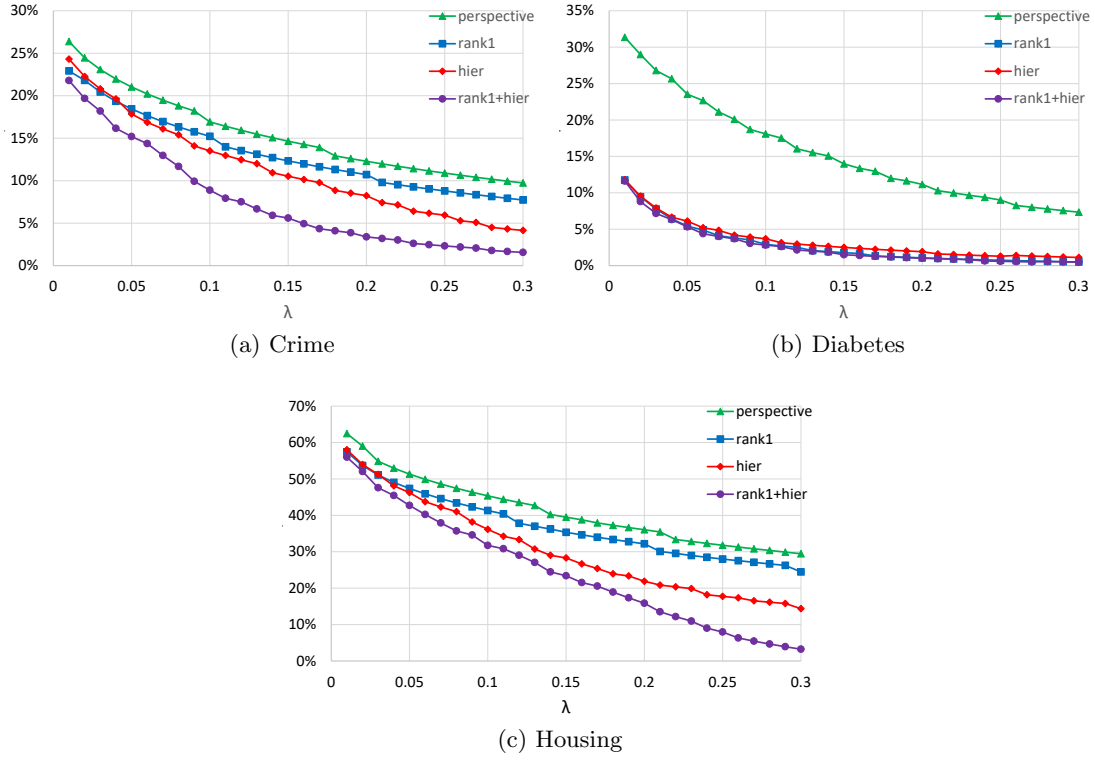 30%
25%
20%
15%
10%
5%
0%
0 0.05 0.1 0.15 0.2 0.25 0.3
λ
perspective
rank1
hier
rank1+hier
(a) Crime
35%
30%
25%
20%
15%
10%
5%
0%
0 0.05 0.1 0.15 0.2 0.25 0.3
λ
perspective
rank1
hier
rank1+hier
(b) Diabetes
70%
60%
50%
40%
30%
20%
10%
0%
0 0.05 0.1 0.15 0.2 0.25 0.3
λ
perspective
rank1
hier
rank1+hier
(c) Housing